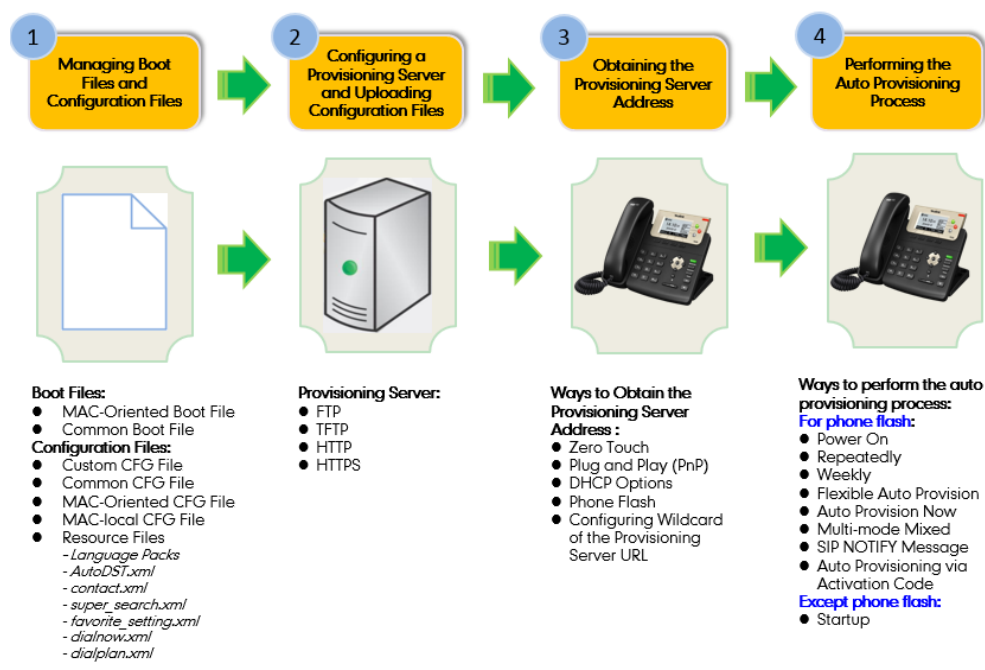 1
Managing Boot
Files and
Configuration Files
2
Configuring a
Provisioning Server
and Uploading
Configuration Files
3
Obtaining the
Provisioning Server
Address
4
Performing the
Auto Provisioning
Process
Boot Files:
● MAC-Oriented Boot File
● Common Boot File
Configuration Files:
● Custom CFG File
● Common CFG File
● MAC-Oriented CFG File
● MAC-local CFG File
● Resource Files
- Language Packs
- AutoDST.xml
- contact.xml
- super_search.xml
- favorite_setting.xml
- dialnow.xml
- dialplan.xml
Provisioning Server:
● FTP
● TFTP
● HTTP
● HTTPS
Ways to Obtain the
Provisioning Server
Address :
● Zero Touch
● Plug and Play (PnP)
● DHCP Options
● Phone Flash
● Configuring Wildcard
of the Provisioning
Server URL
Ways to perform the auto
provisioning process:
For phone flash:
● Power On
● Repeatedly
● Weekly
● Flexible Auto Provision
● Auto Provision Now
● Multi-mode Mixed
● SIP NOTIFY Message
● Auto Provisioning via
Activation Code
Except phone flash:
● Startup